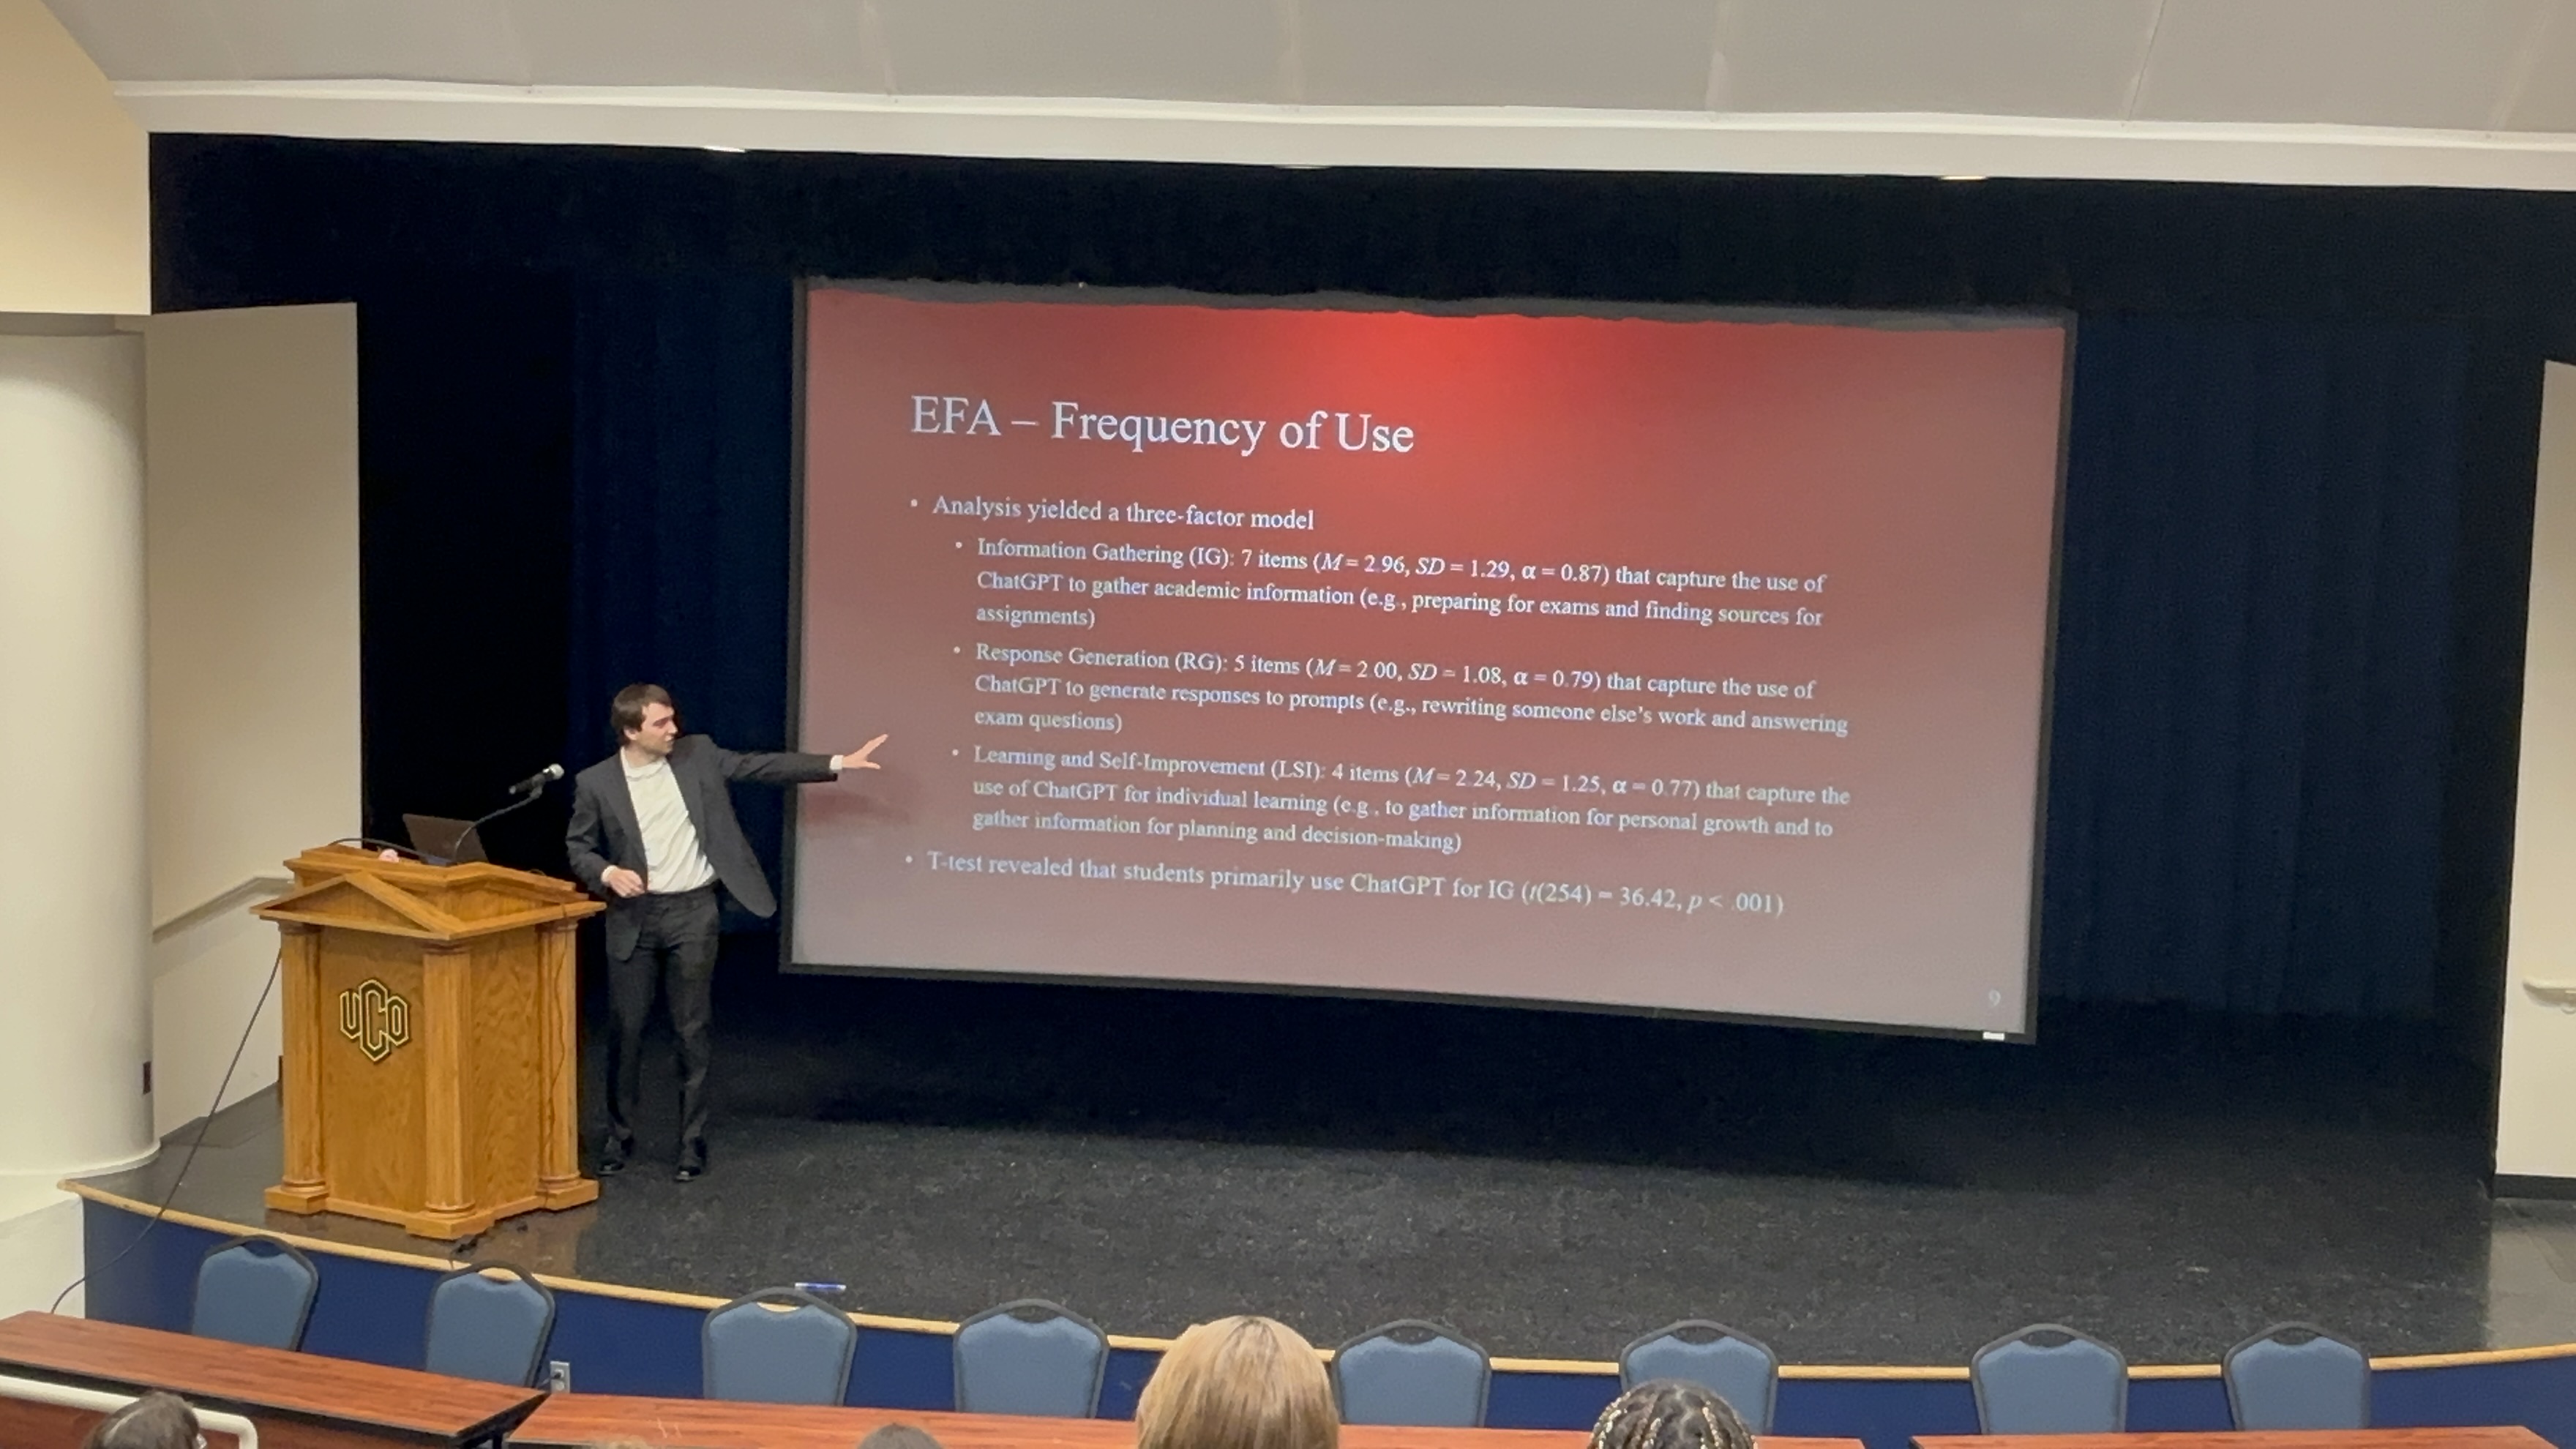 EFA – Frequency of Use
• Analysis yielded a three-factor model
• Information Gathering (IG): 7 items (M = 2.96, SD = 1.29, α = 0.87) that capture the use of
ChatGPT to gather academic information (e.g., preparing for exams and finding sources for
assignments)
• Response Generation (RG): 5 items (M = 2.00, SD = 1.08, α = 0.79) that capture the use of
ChatGPT to generate responses to prompts (e.g., rewriting someone else's work and answering
exam questions)
• Learning and Self-Improvement (LSI): 4 items (M = 2.24, SD = 1.25, α = 0.77) that capture the
use of ChatGPT for individual learning (e.g., to gather information for personal growth and to
gather information for planning and decision-making)
• T-test revealed that students primarily use ChatGPT for IG (t(254) = 36.42, p < .001)
9
UCO